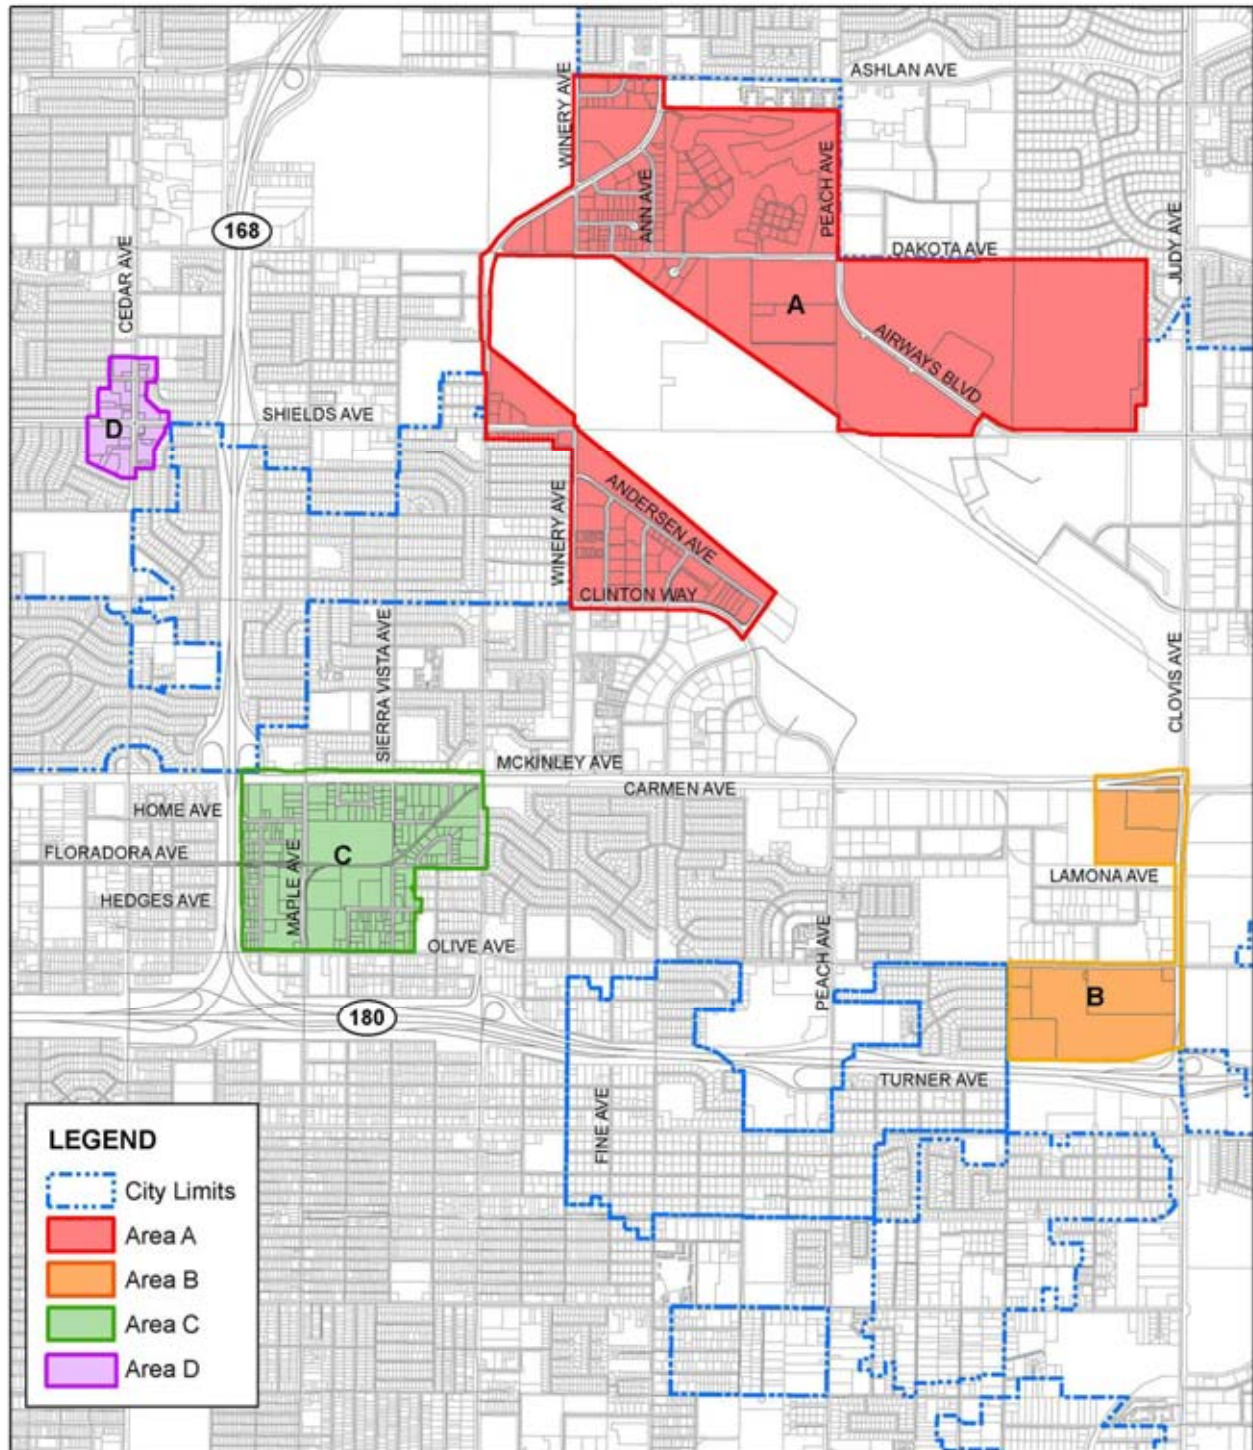 ASHLAN AVE
WINERY AVE
PEACH AVE
ANN AVE
168
JUDY AVE
DAKOTA AVE
CEDAR AVE
A
AIRWAYS BLVD
SHIELDS AVE
D
ANDERSEN AVE
WINERY AVE
CLINTON WAY
SIERRA VISTA AVE
CLOVIS AVE
MCKINLEY AVE
CARMEN AVE
HOME AVE
FLORADORA AVE
C
MAPLE AVE
LAMONA AVE
HEDGES AVE
OLIVE AVE
PEACH AVE
B
180
TURNER AVE
FINE AVE
LEGEND
City Limits
Area A
Area B
Area C
Area D